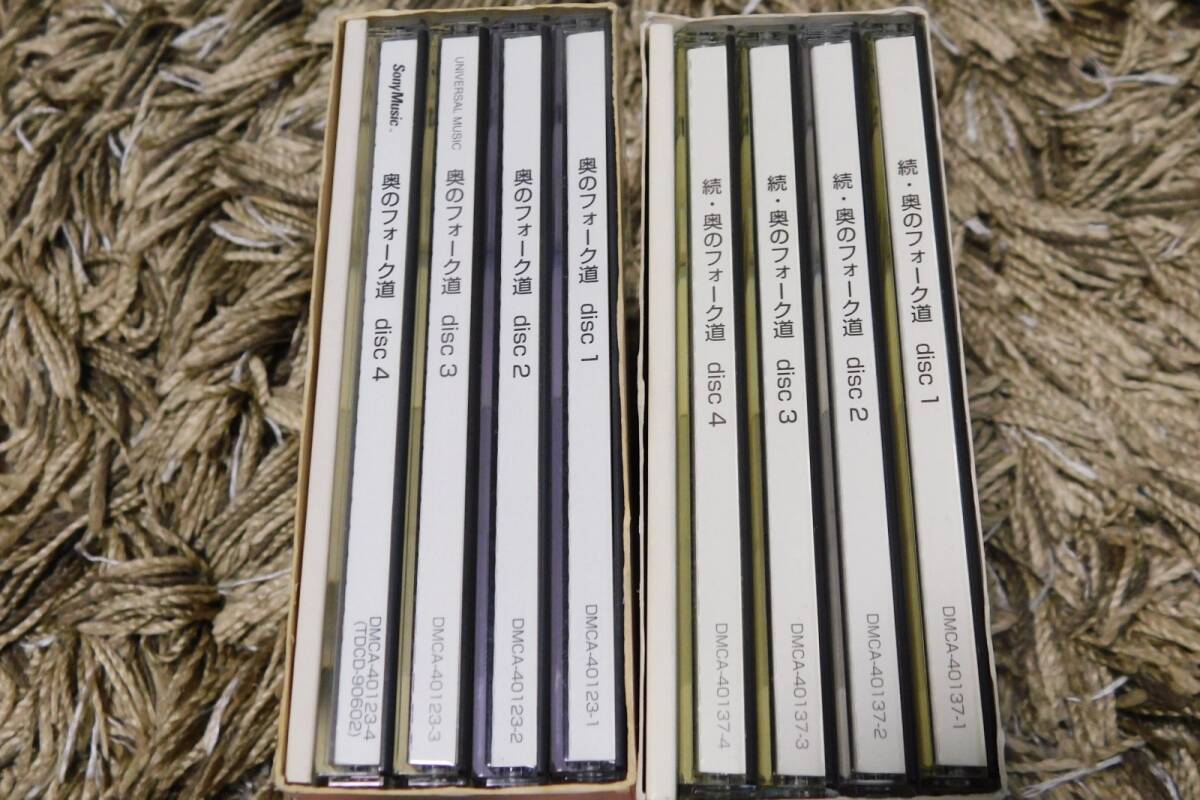 SonyMusic
奥のフォーク道 disc 4
DMCA-40123-4
(TDCD-90602)
UNIVERSAL MUSIC
奥のフォーク道 disc 3
DMCA-40123-3
奥のフォーク道 disc 2
DMCA-40123-2
奥のフォーク道 disc 1
DMCA-40123-1
続・奥のフォーク道 disc 4
DMCA-40137-4
続・奥のフォーク道 disc 3
DMCA-40137-3
続・奥のフォーク道 disc 2
DMCA-40137-2
続・奥のフォーク道 disc 1
DMCA-40137-1